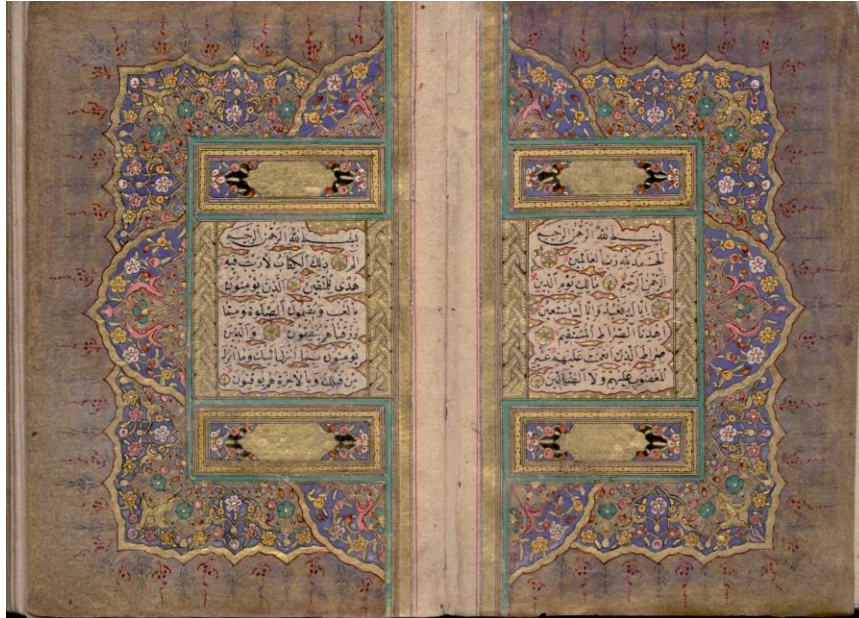 بسم الله الرحمن الرحيم
الحمد لله رب العالمين
الرحمن الرحيم مالك يوم الدين
اياك نعبد واياك نستعين
اهدنا الصراط المستقيم
صراط الذين انعمت عليهم غير
المغضوب عليهم ولا الضالين
بسم الله الرحمن الرحيم
الم ذلك الكتاب لا ريب فيه
هدى للمتقين الذين يؤمنون
بالغيب ويقيمون الصلوة ومما
رزقناهم ينفقون والذين
يؤمنون بما انزل اليك وما انزل
من قبلك وبالاخرة هم يوقنون